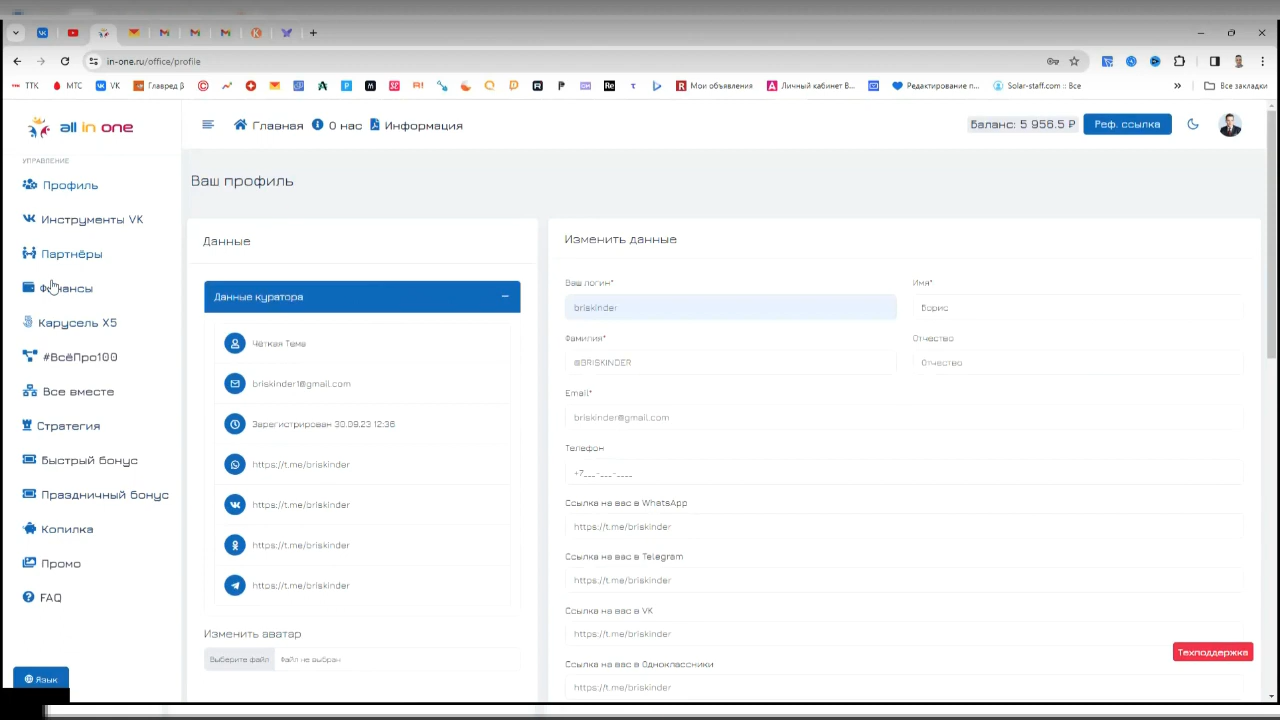 in-one.ru/office/profile
ТТК
МТС
VK
Главред β
Мои объявления
Личный кабинет В...
Редактирование п...
Solar-staff.com :: Все
Все закладки
all in one
Главная
О нас
Информация
Баланс: 5 956.5 Р
Реф. ссылка
УПРАВЛЕНИЕ
Профиль
Инструменты VK
Партнёры
Финансы
Карусель X5
#ВсёПро100
Все вместе
Стратегия
Быстрый бонус
Праздничный бонус
Копилка
Промо
FAQ
Язык
Ваш профиль
Данные
Данные куратора
Чёткая Тема
briskinder1@gmail.com
Зарегистрирован 30.09.23 12:36
https://t.me/briskinder
https://t.me/briskinder
https://t.me/briskinder
https://t.me/briskinder
Изменить аватар
Выберите файл Файл не выбран
Изменить данные
Ваш логин*
briskinder
Имя*
Борис
Фамилия*
@BRISKINDER
Отчество
Отчество
Email*
briskinder@gmail.com
Телефон
+7___-___-____
Ссылка на вас в WhatsApp
https://t.me/briskinder
Ссылка на вас в Telegram
https://t.me/briskinder
Ссылка на вас в VK
https://t.me/briskinder
Ссылка на вас в Одноклассники
https://t.me/briskinder
Техподдержка